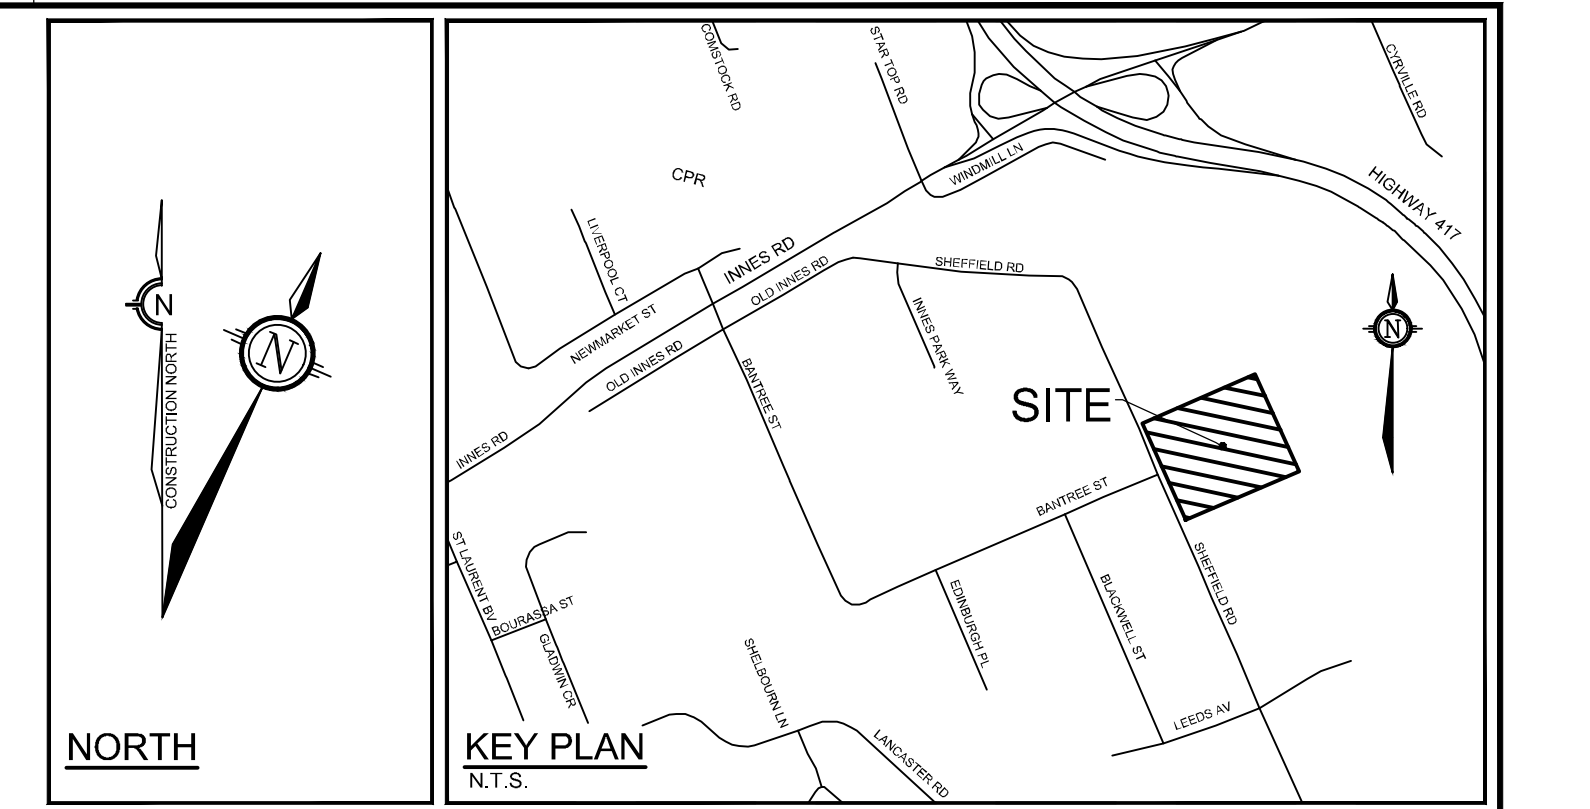 N
CONSTRUCTION NORTH
N
NORTH
COMSTOCK RD
STAR TOP RD
CYRVILLE RD
CPR
WINDMILL LN
HIGHWAY 417
LIVERPOOL CT
INNES RD
OLD INNES RD
SHEFFIELD RD
NEWMARKET ST
INNES PARK WAY
N
OLD INNES RD
BANTREE ST
SITE
INNES RD
BANTREE ST
ST LAURENT BV
SHEFFIELD RD
BOURASSA ST
EDINBURGH PL
BLACKWELL ST
GLADWIN CR
SHELBOURN LN
LEEDS AV
LANCASTER RD
KEY PLAN
N.T.S.